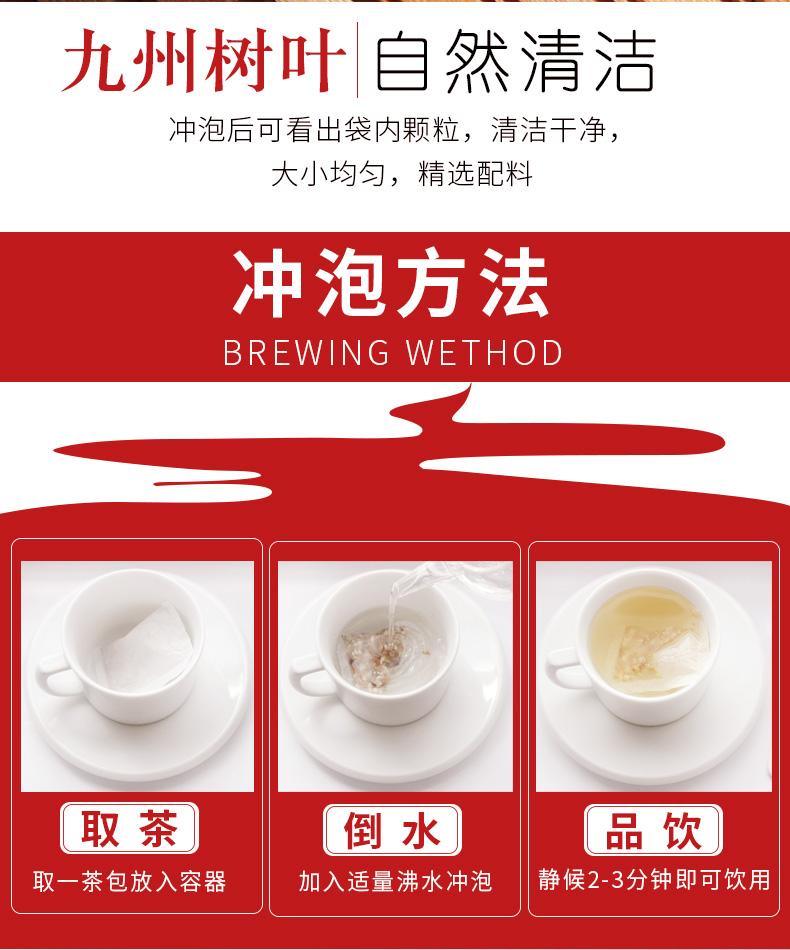 九州树叶 自然清洁
冲泡后可看出袋内颗粒，清洁干净，
大小均匀，精选配料
冲泡方法
BREWING WETHOD
取茶
取一茶包放入容器
倒水
加入适量沸水冲泡
品饮
静候2-3分钟即可饮用